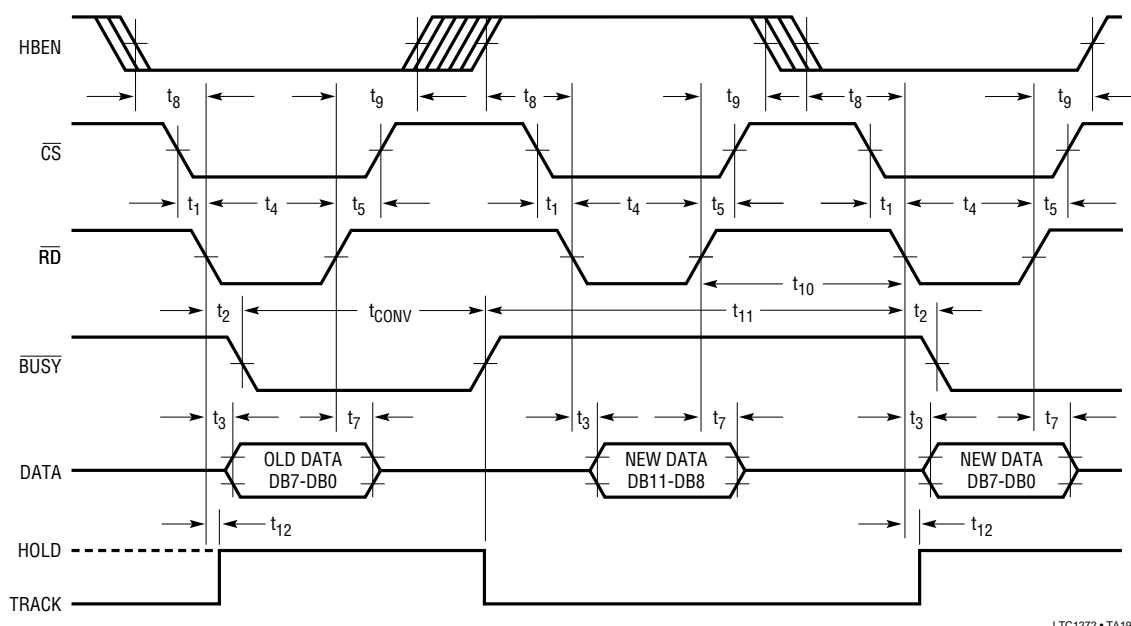 HBEN
t8 t9 t8 t9 t8 t9
CS
t1 t4 t5 t1 t4 t5 t1 t4 t5
RD
t10
t2 tCONV t11 t2
BUSY
t3 t7 t3 t7 t3 t7
DATA
OLD DATA
DB7-DB0
NEW DATA
DB11-DB8
NEW DATA
DB7-DB0
t12 t12
HOLD
TRACK
LTC1272 • TA19